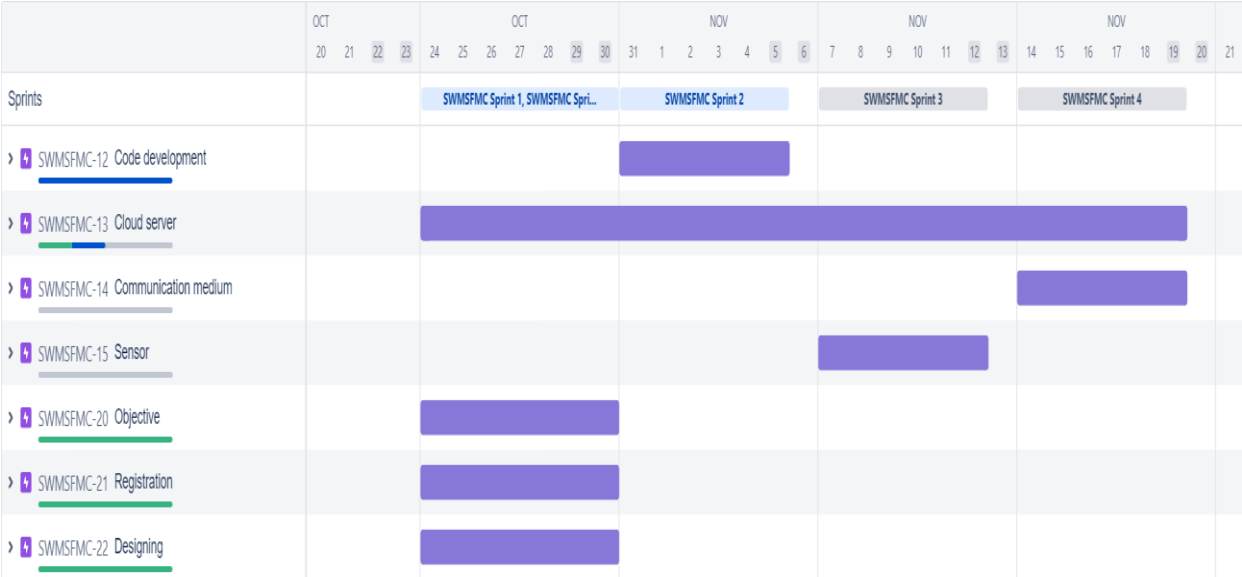 OCT OCT NOV NOV NOV
20 21 22 23 24 25 26 27 28 29 30 31 1 2 3 4 5 6 7 8 9 10 11 12 13 14 15 16 17 18 19 20 21
Sprints SWMSFMC Sprint 1, SWMSFMC Spri... SWMSFMC Sprint 2 SWMSFMC Sprint 3 SWMSFMC Sprint 4
SWMSFMC-12 Code development
SWMSFMC-13 Cloud server
SWMSFMC-14 Communication medium
SWMSFMC-15 Sensor
SWMSFMC-20 Objective
SWMSFMC-21 Registration
SWMSFMC-22 Designing